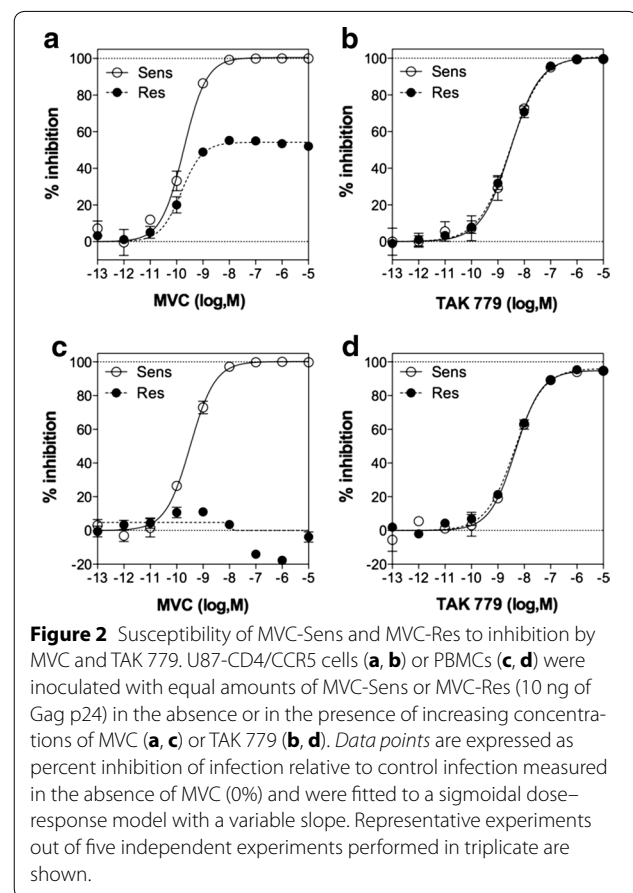 a
b
100
80
60
40
20
0
% inhibition
Sens
Res
-13 -12 -11 -10 -9 -8 -7 -6 -5
MVC (log,M)
100
80
60
40
20
0
% inhibition
Sens
Res
-13 -12 -11 -10 -9 -8 -7 -6 -5
TAK 779 (log,M)
c
d
100
80
60
40
20
0
-20
% inhibition
Sens
Res
-13 -12 -11 -10 -9 -8 -7 -6 -5
MVC (log,M)
100
80
60
40
20
0
-20
% inhibition
Sens
Res
-13 -12 -11 -10 -9 -8 -7 -6 -5
TAK 779 (log,M)
Figure 2 Susceptibility of MVC-Sens and MVC-Res to inhibition by
MVC and TAK 779. U87-CD4/CCR5 cells (a, b) or PBMCs (c, d) were
inoculated with equal amounts of MVC-Sens or MVC-Res (10 ng of
Gag p24) in the absence or in the presence of increasing concentra-
tions of MVC (a, c) or TAK 779 (b, d). Data points are expressed as
percent inhibition of infection relative to control infection measured
in the absence of MVC (0%) and were fitted to a sigmoidal dose–
response model with a variable slope. Representative experiments
out of five independent experiments performed in triplicate are
shown.